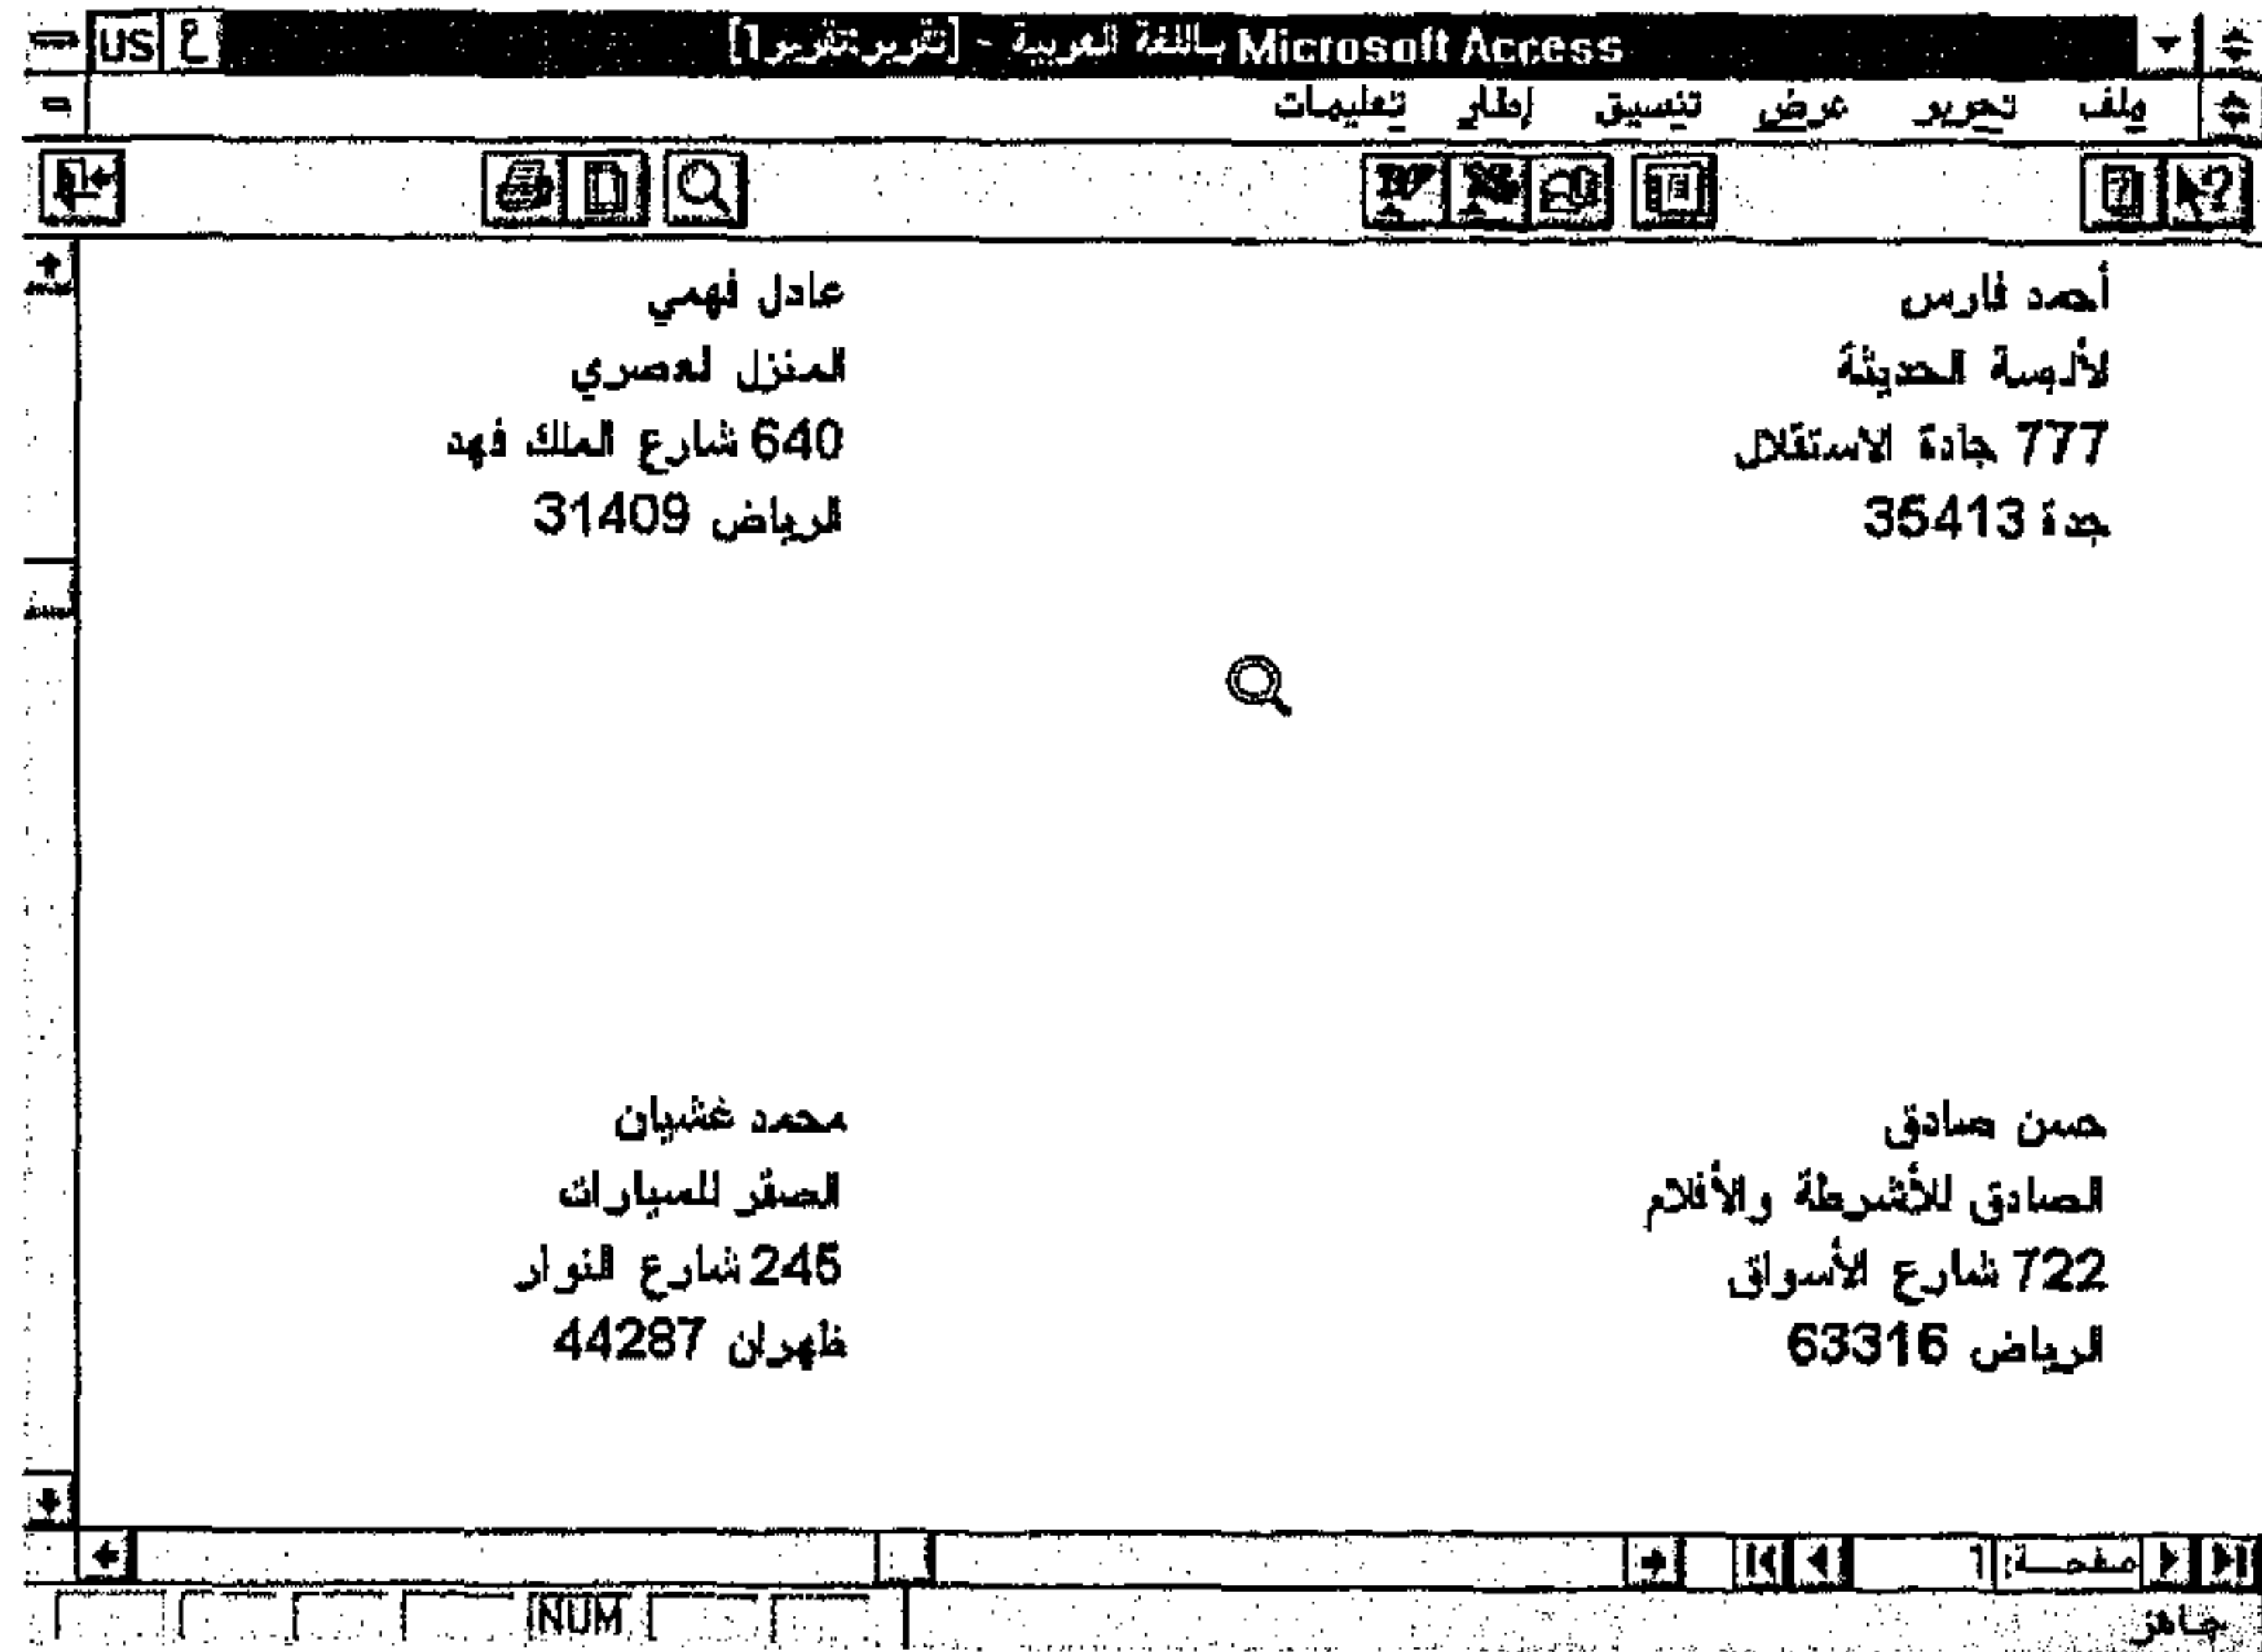 Microsoft Access باللغة العربية - [تقرير:تقرير1]
US ع
ملف تحرير عرض تنسيق إطار تعليمات
أحمد فارس
لألبسة الحديثة
777 جادة الاستقلال
جدة 35413
عادل فهمي
المنزل لعصري
640 شارع الملك فهد
الرياض 31409
حسن صادق
الصادق للأشرطة والأفلام
722 شارع الأسواق
الرياض 63316
محمد غشيان
الصقر للسيارات
245 شارع النوار
ظهران 44287
صفحة: 1
جاهز
NUM